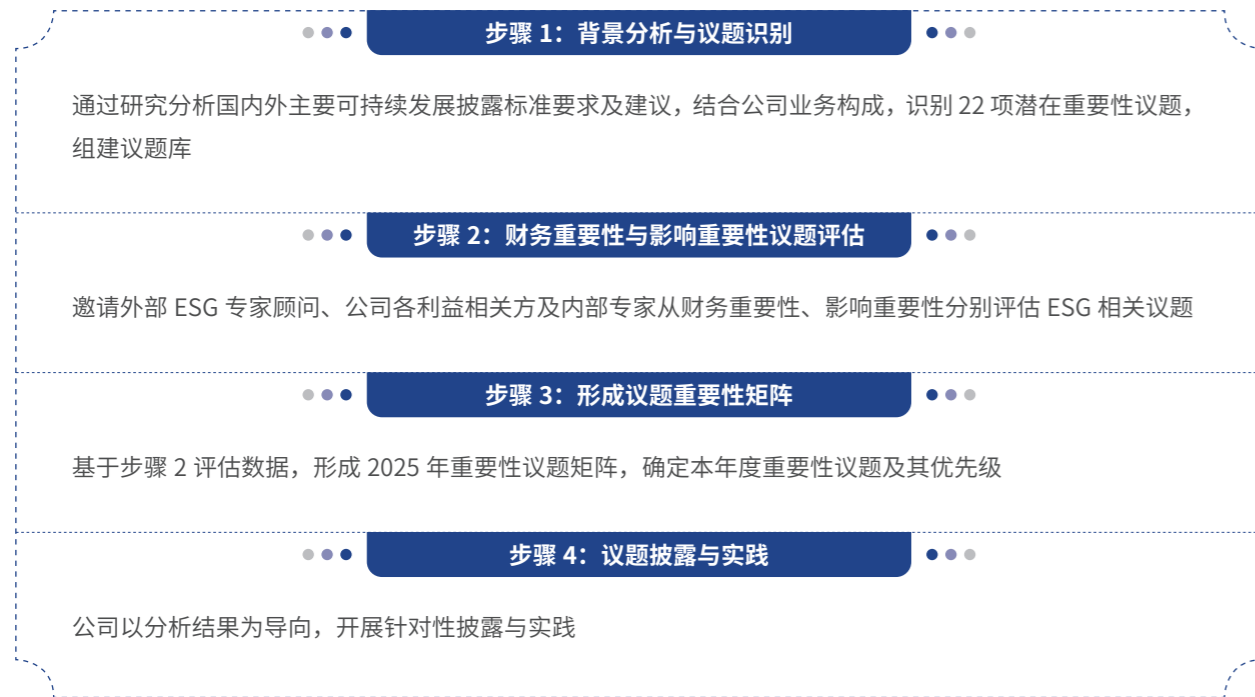 步骤 1：背景分析与议题识别
通过研究分析国内外主要可持续发展披露标准要求及建议，结合公司业务构成，识别 22 项潜在重要性议题，
组建议题库
步骤 2：财务重要性与影响重要性议题评估
邀请外部 ESG 专家顾问、公司各利益相关方及内部专家从财务重要性、影响重要性分别评估 ESG 相关议题
步骤 3：形成议题重要性矩阵
基于步骤 2 评估数据，形成 2025 年重要性议题矩阵，确定本年度重要性议题及其优先级
步骤 4：议题披露与实践
公司以分析结果为导向，开展针对性披露与实践